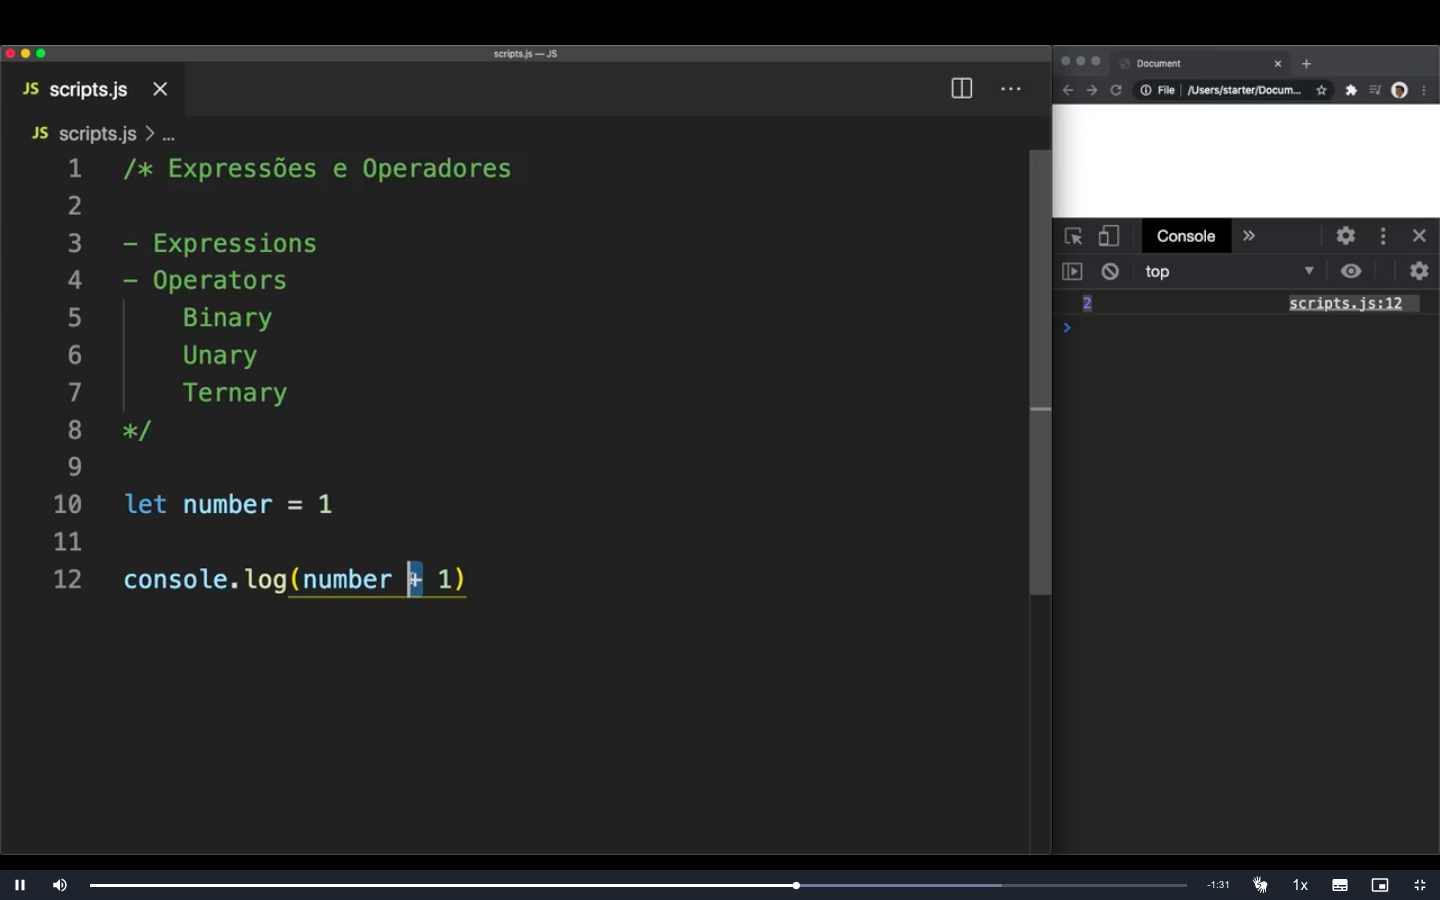 scripts.js — JS
JS scripts.js
JS scripts.js > ...
1 /* Expressões e Operadores
2
3 - Expressions
4 - Operators
5 Binary
6 Unary
7 Ternary
8 */
9
10 let number = 1
11
12 console.log(number + 1)
Document
File /Users/starter/Docum...
Console
top
2 scripts.js:12
>
-1:31
1x